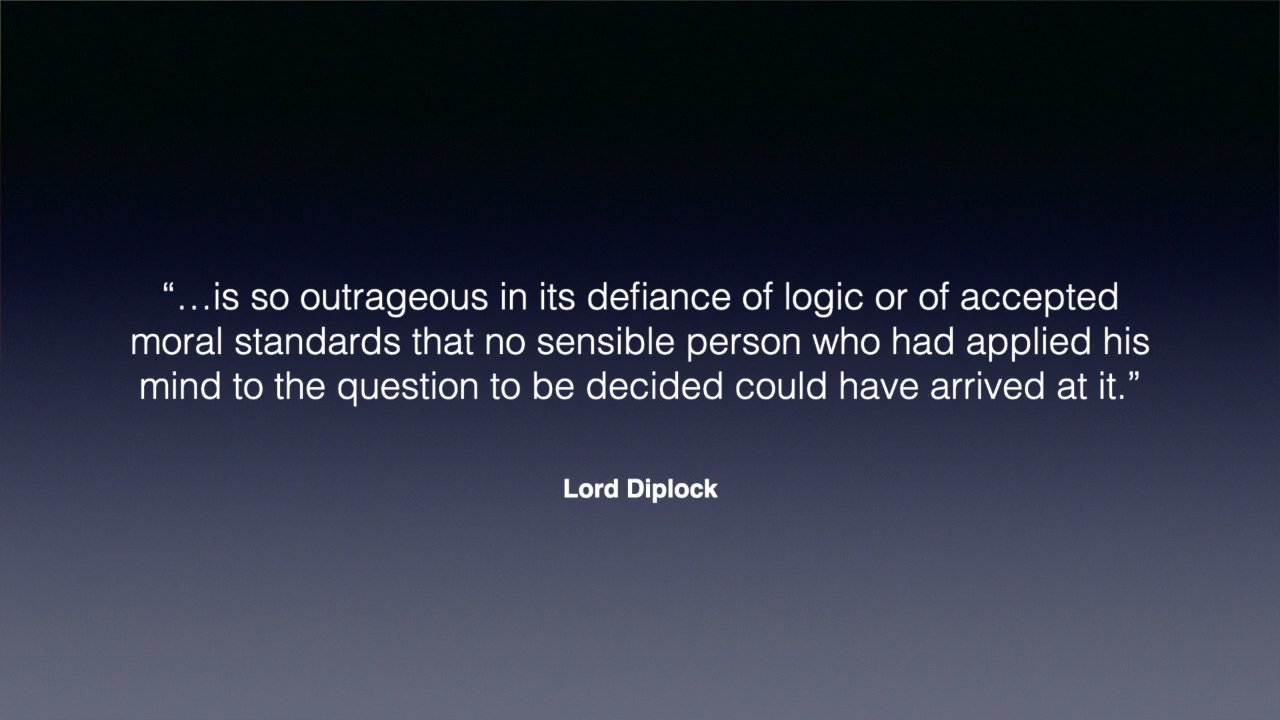 “…is so outrageous in its defiance of logic or of accepted
moral standards that no sensible person who had applied his
mind to the question to be decided could have arrived at it.”
Lord Diplock